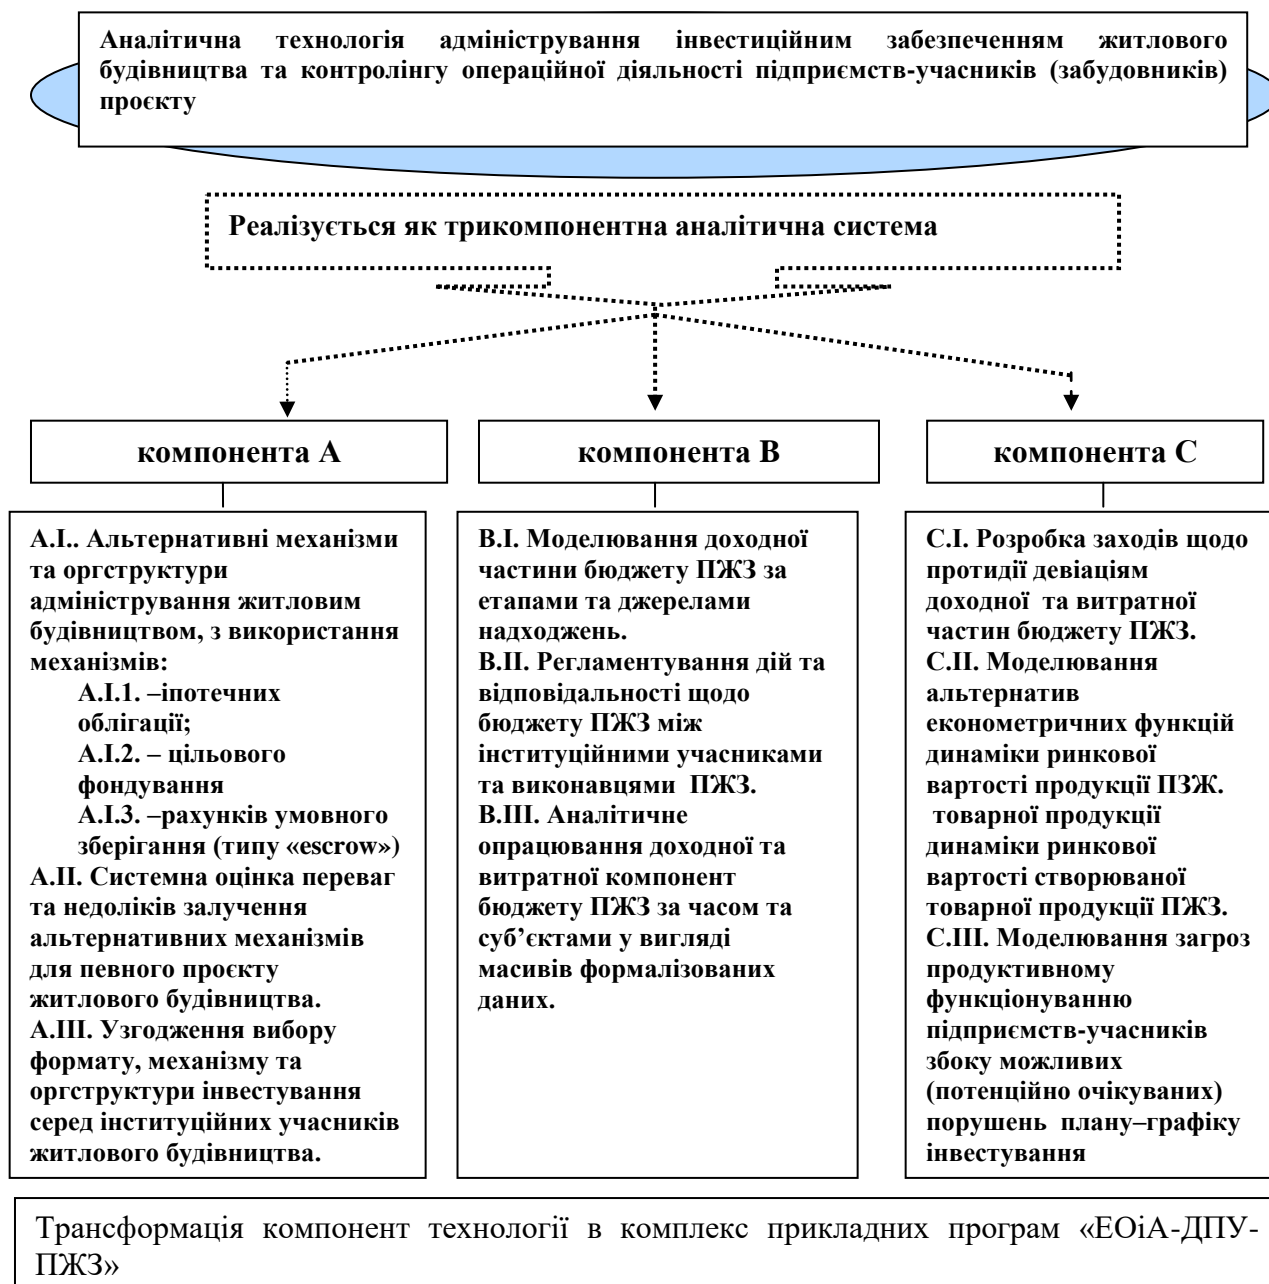 Аналітична технологія адміністрування інвестиційним забезпеченням житлового
будівництва та контролінгу операційної діяльності підприємств-учасників (забудовників)
проєкту
Реалізується як трикомпонентна аналітична система
компонента А
А.І.. Альтернативні механізми
та оргструктури
адміністрування житловим
будівництвом, з використання
механізмів:
А.І.1. –іпотечних
облігації;
А.І.2. – цільового
фондування
А.І.3. –рахунків умовного
зберігання (типу «escrow»)
А.ІІ. Системна оцінка переваг
та недоліків залучення
альтернативних механізмів
для певного проєкту
житлового будівництва.
А.ІІІ. Узгодження вибору
формату, механізму та
оргструктури інвестування
серед інституційних учасників
житлового будівництва.
компонента В
В.І. Моделювання доходної
частини бюджету ПЖЗ за
етапами та джерелами
надходжень.
В.ІІ. Регламентування дій та
відповідальності щодо
бюджету ПЖЗ між
інституційними учасниками
та виконавцями ПЖЗ.
В.ІІІ. Аналітичне
опрацювання доходної та
витратної компонент
бюджету ПЖЗ за часом та
суб’єктами у вигляді
масивів формалізованих
даних.
компонента С
С.І. Розробка заходів щодо
протидії девіаціям
доходної та витратної
частин бюджету ПЖЗ.
С.ІІ. Моделювання
альтернатив
економетричних функцій
динаміки ринкової
вартості продукції ПЗЖ.
товарної продукції
динаміки ринкової
вартості створюваної
товарної продукції ПЖЗ.
С.ІІІ. Моделювання загроз
продуктивному
функціонуванню
підприємств-учасників
збоку можливих
(потенційно очікуваних)
порушень плану–графіку
інвестування
Трансформація компонент технології в комплекс прикладних програм «ЕОіА-ДПУ-
ПЖЗ»